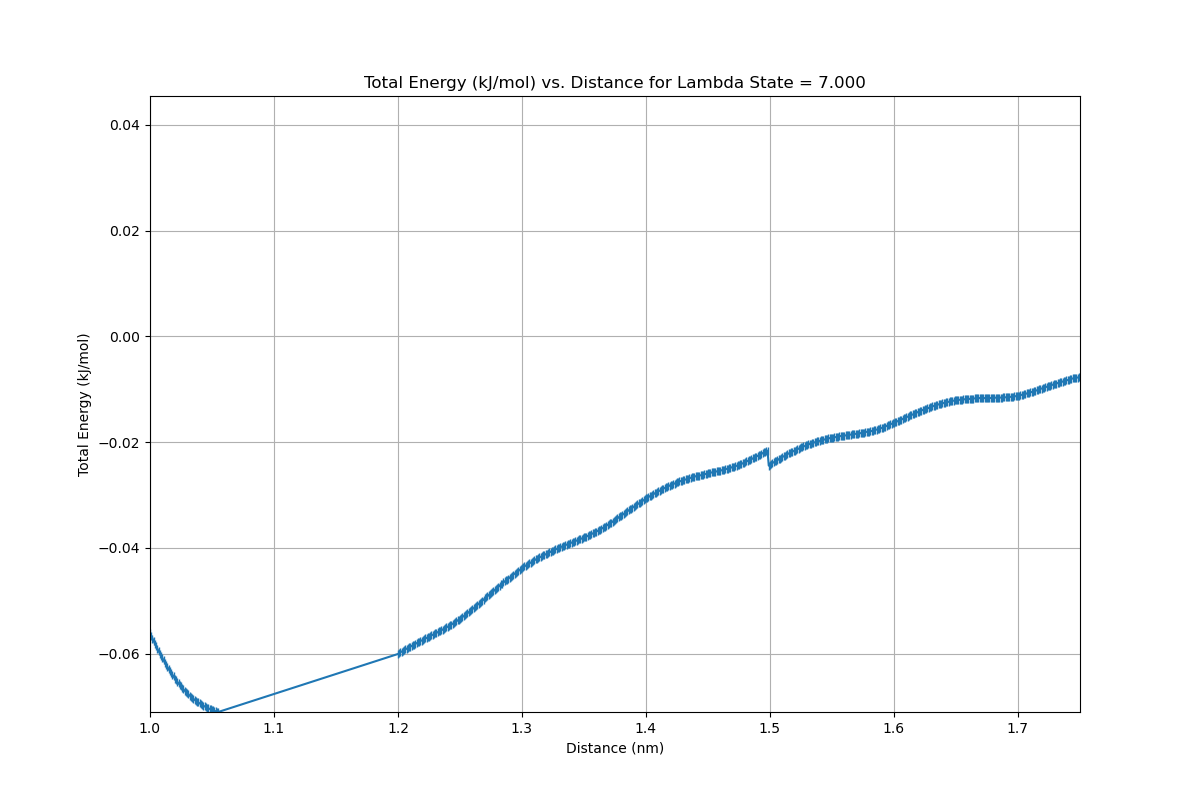 Total Energy (kJ/mol) vs. Distance for Lambda State = 7.000
Total Energy (kJ/mol)
0.04
0.02
0.00
−0.02
−0.04
−0.06
1.0 1.1 1.2 1.3 1.4 1.5 1.6 1.7
Distance (nm)